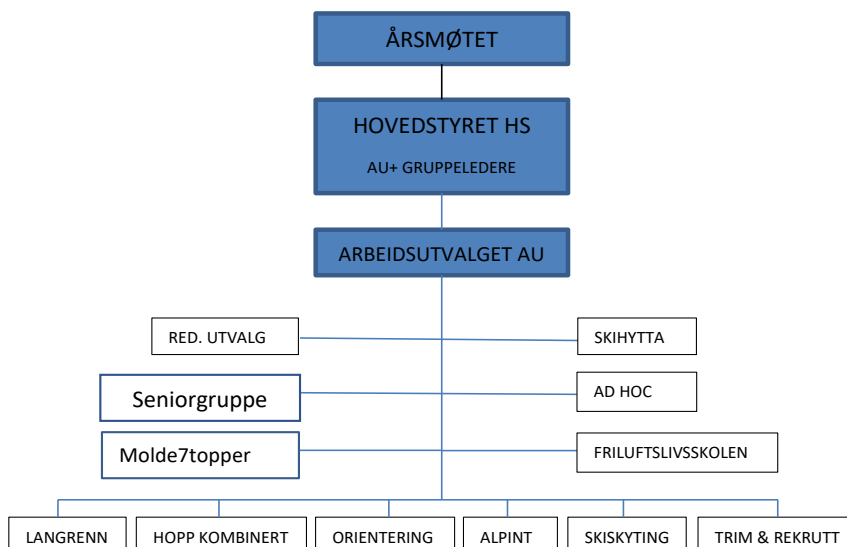 ÅRSMØTET
HOVEDSTYRET HS
AU+ GRUPPELEDERE
ARBEIDSUTVALGET AU
RED. UTVALG
SKIHYTTA
Seniorgruppe
AD HOC
Molde7topper
FRILUFTSLIVSSKOLEN
LANGRENN
HOPP KOMBINERT
ORIENTERING
ALPINT
SKISKYTING
TRIM & REKRUTT